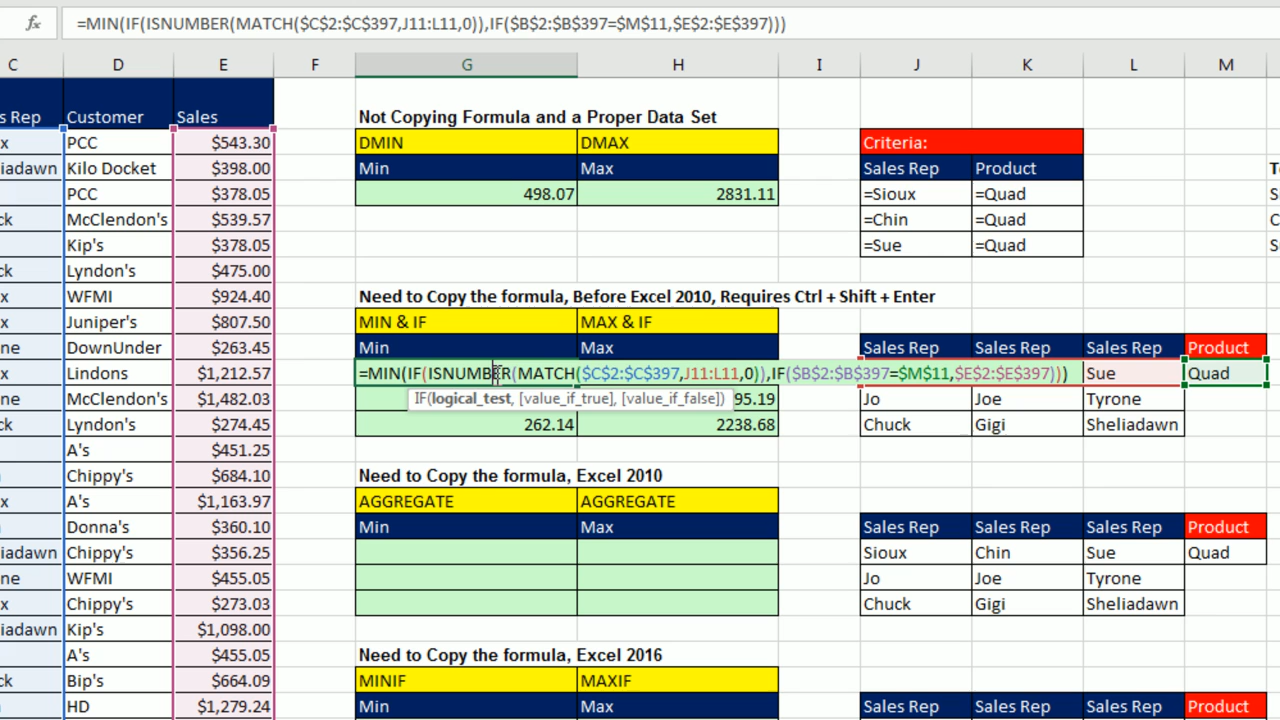 fx =MIN(IF(ISNUMBER(MATCH($C$2:$C$397,J11:L11,0)),IF($B$2:$B$397=$M$11,$E$2:$E$397)))
C D E F G H I J K L M
s Rep Customer Sales Not Copying Formula and a Proper Data Set
x PCC $543.30 DMIN DMAX Criteria:
iadawn Kilo Docket $398.00 Min Max Sales Rep Product
PCC $378.05 498.07 2831.11 =Sioux =Quad
ck McClendon's $539.57 =Chin =Quad
Kip's $378.05 =Sue =Quad
ck Lyndon's $475.00
x WFMI $924.40 Need to Copy the formula, Before Excel 2010, Requires Ctrl + Shift + Enter
x Juniper's $807.50 MIN & IF MAX & IF
ne DownUnder $263.45 Min Max Sales Rep Sales Rep Sales Rep Product
x Lindons $1,212.57 =MIN(IF(ISNUMBER(MATCH($C$2:$C$397,J11:L11,0)),IF($B$2:$B$397=$M$11,$E$2:$E$397))) Sue Quad
ne McClendon's $1,482.03 IF(logical_test, [value_if_true], [value_if_false]) 95.19 Jo Joe Tyrone
ck Lyndon's $274.45 262.14 2238.68 Chuck Gigi Sheliadawn
A's $451.25
Chippy's $684.10 Need to Copy the formula, Excel 2010
x A's $1,163.97 AGGREGATE AGGREGATE
Donna's $360.10 Min Max Sales Rep Sales Rep Sales Rep Product
iadawn Chippy's $356.25 Sioux Chin Sue Quad
ne WFMI $455.05 Jo Joe Tyrone
x Chippy's $273.03 Chuck Gigi Sheliadawn
iadawn Kip's $1,098.00
A's $455.05 Need to Copy the formula, Excel 2016
ck Bip's $664.09 MINIF MAXIF
HD $1,279.24 Min Max Sales Rep Sales Rep Sales Rep Product